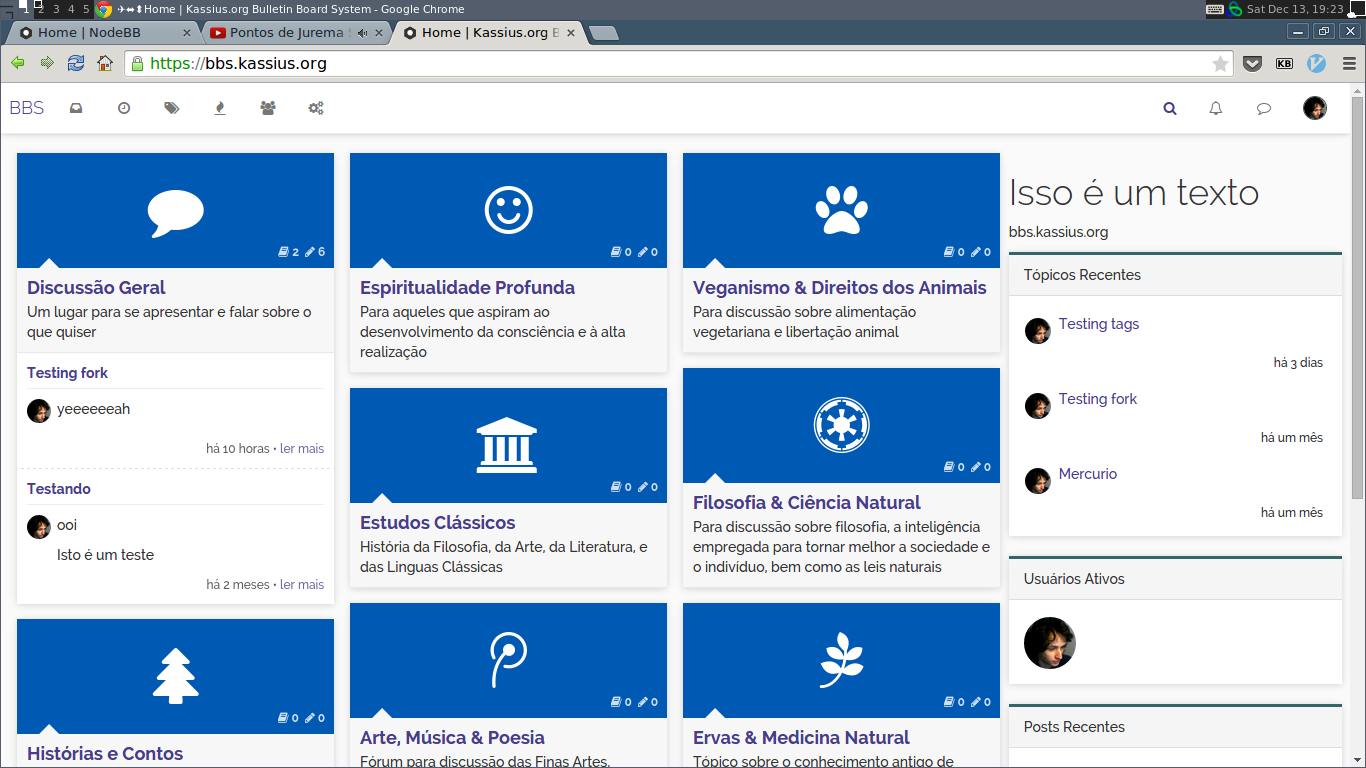 1 2 3 4 5 Home | Kassius.org Bulletin Board System - Google Chrome Sat Dec 13, 19:23
Home | NodeBB Pontos de Jurema Home | Kassius.org B
https://bbs.kassius.org KB
BBS
2 6
Discussão Geral
Um lugar para se apresentar e falar sobre o
que quiser
Testing fork
yeeeeeeah
há 10 horas • ler mais
Testando
ooi
Isto é um teste
há 2 meses • ler mais
0 0
Histórias e Contos
0 0
Espiritualidade Profunda
Para aqueles que aspiram ao
desenvolvimento da consciência e à alta
realização
0 0
Estudos Clássicos
História da Filosofia, da Arte, da Literatura, e
das Linguas Clássicas
0 0
Arte, Música & Poesia
Fórum para discussão das Finas Artes,
0 0
Veganismo & Direitos dos Animais
Para discussão sobre alimentação
vegetariana e libertação animal
0 0
Filosofia & Ciência Natural
Para discussão sobre filosofia, a inteligência
empregada para tornar melhor a sociedade e
o indivíduo, bem como as leis naturais
0 0
Ervas & Medicina Natural
Tópico sobre o conhecimento antigo de
Isso é um texto
bbs.kassius.org
Tópicos Recentes
Testing tags
há 3 dias
Testing fork
há um mês
Mercurio
há um mês
Usuários Ativos
Posts Recentes